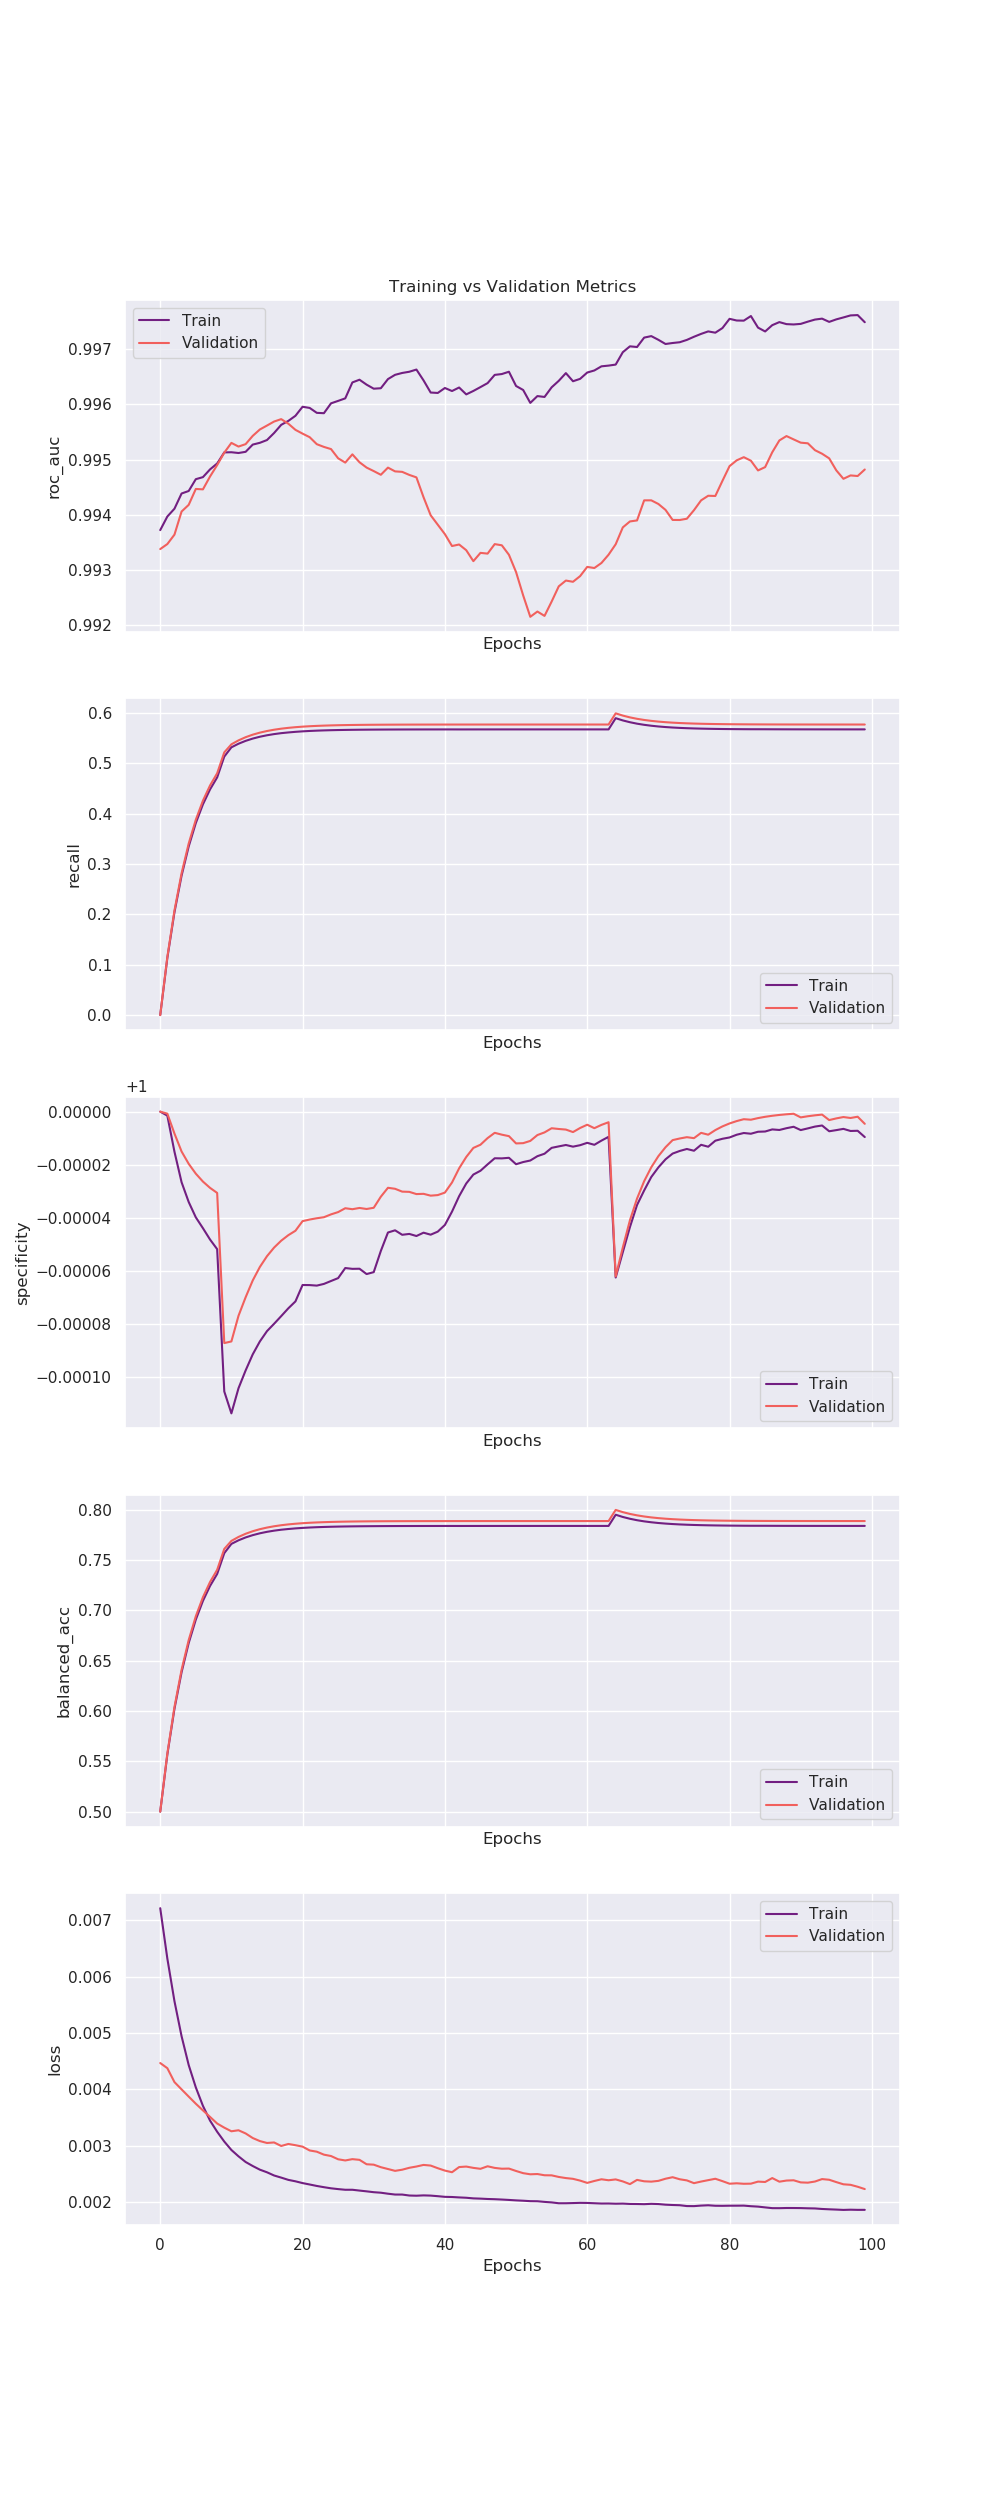 Training vs Validation Metrics
Train
Validation
0.997
0.996
0.995
0.994
0.993
0.992
roc_auc
Epochs
0.6
0.5
0.4
0.3
0.2
0.1
0.0
recall
Train
Validation
Epochs
+1
0.00000
−0.00002
−0.00004
−0.00006
−0.00008
−0.00010
specificity
Train
Validation
Epochs
0.80
0.75
0.70
0.65
0.60
0.55
0.50
balanced_acc
Train
Validation
Epochs
0.007
0.006
0.005
0.004
0.003
0.002
loss
Train
Validation
0 20 40 60 80 100
Epochs